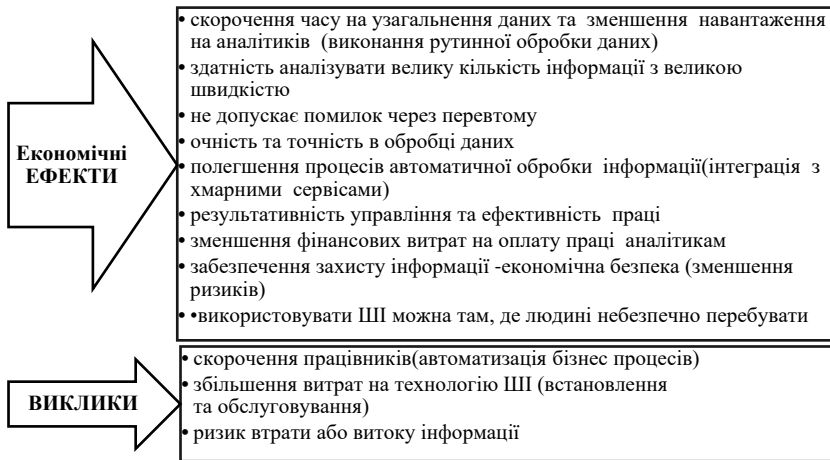 Економічні
ЕФЕКТИ
• скорочення часу на узагальнення даних та зменшення навантаження
на аналітиків (виконання рутинної обробки даних)
• здатність аналізувати велику кількість інформації з великою
швидкістю
• не допускає помилок через перевтому
• очність та точність в обробці даних
• полегшення процесів автоматичної обробки інформації(інтеграція з
хмарними сервісами)
• результативність управління та ефективність праці
• зменшення фінансових витрат на оплату праці аналітикам
• забезпечення захисту інформації -економічна безпека (зменшення
ризиків)
• •використовувати ШІ можна там, де людині небезпечно перебувати
ВИКЛИКИ
• скорочення працівників(автоматизація бізнес процесів)
• збільшення витрат на технологію ШІ (встановлення
та обслуговування)
• ризик втрати або витоку інформації